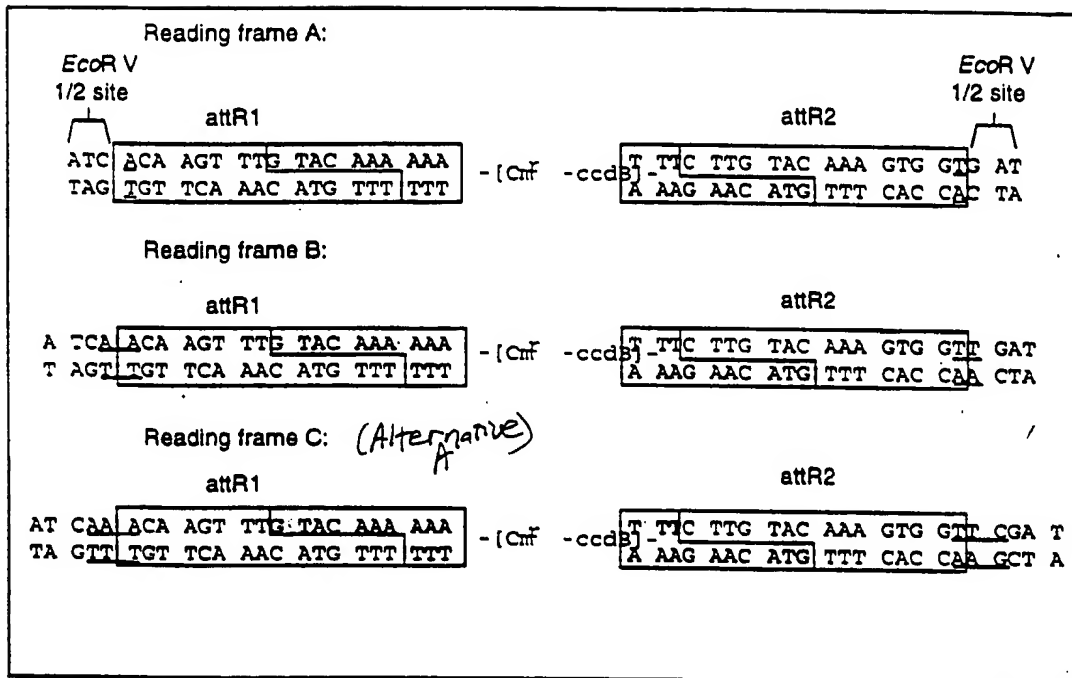 Reading frame A:
EcoR V
1/2 site
EcoR V
1/2 site
attR1
attR2
ATC ACA AGT TTG TAC AAA AAA -[Cmr -ccdB]- T TTC TTG TAC AAA GTG GTGAT
TAG TGT TCA AAC ATG TTT TTT A AAG AAC ATG TTT CAC CAC TA
Reading frame B:
attR1
attR2
A TCA ACA AGT TTG TAC AAA AAA -[Cmr -ccdB]- T TTC TTG TAC AAA GTG GTT GAT
T AGT TGT TCA AAC ATG TTT TTT A AAG AAC ATG TTT CAC CAA CTA
Reading frame C: (Alternative A)
attR1
attR2
AT CAA ACA AGT TTG TAC AAA AAA -[Cmr -ccdB]- T TTC TTG TAC AAA GTG GTT CGA T
TA GTT TGT TCA AAC ATG TTT TTT A AAG AAC ATG TTT CAC CAA GCT A